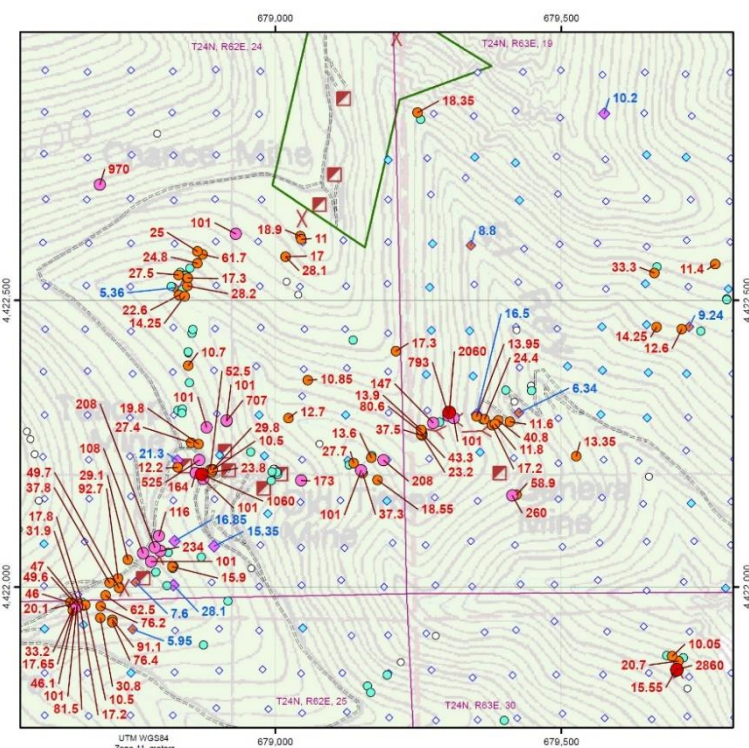 679,000 679,500
T24N, R62E, 24 T24N, R63E, 19
18.35
10.2
Chance Mine
970
101 18.9 11 8.8
25
24.8 61.7 17
27.5 17.3 28.1 33.3 11.4
5.36 28.2
4,422,500 4,422,500
22.6
14.25
16.5 9.24
17.3 2060 13.95 14.25
793 24.4 12.6
10.7 52.5
101 101 10.85 147 6.34
208 707 13.9
19.8 80.6
27.4 29.8 12.7 11.6
108 10.5 13.6 37.5 101 40.8 13.35
21.3 11.8
49.7 29.1 12.2 23.8 27.7 43.3 17.2
37.8 92.7 525 208 23.2
164 173 58.9
17.8 1060 18.55
31.9 116 101 101 37.3 260
Mine
16.85
234 15.35
47 101
49.6 15.9
46
4,422,000 4,422,000
20.1 62.5 7.6 28.1
76.2
33.2 5.95
17.65 91.1 10.05
46.1 76.4 20.7 2860
101 30.8
81.5 10.5 15.55
17.2
T24N, R62E, 25 T24N, R63E, 30
679,000 679,500
UTM WGS84
Zone 11, meters